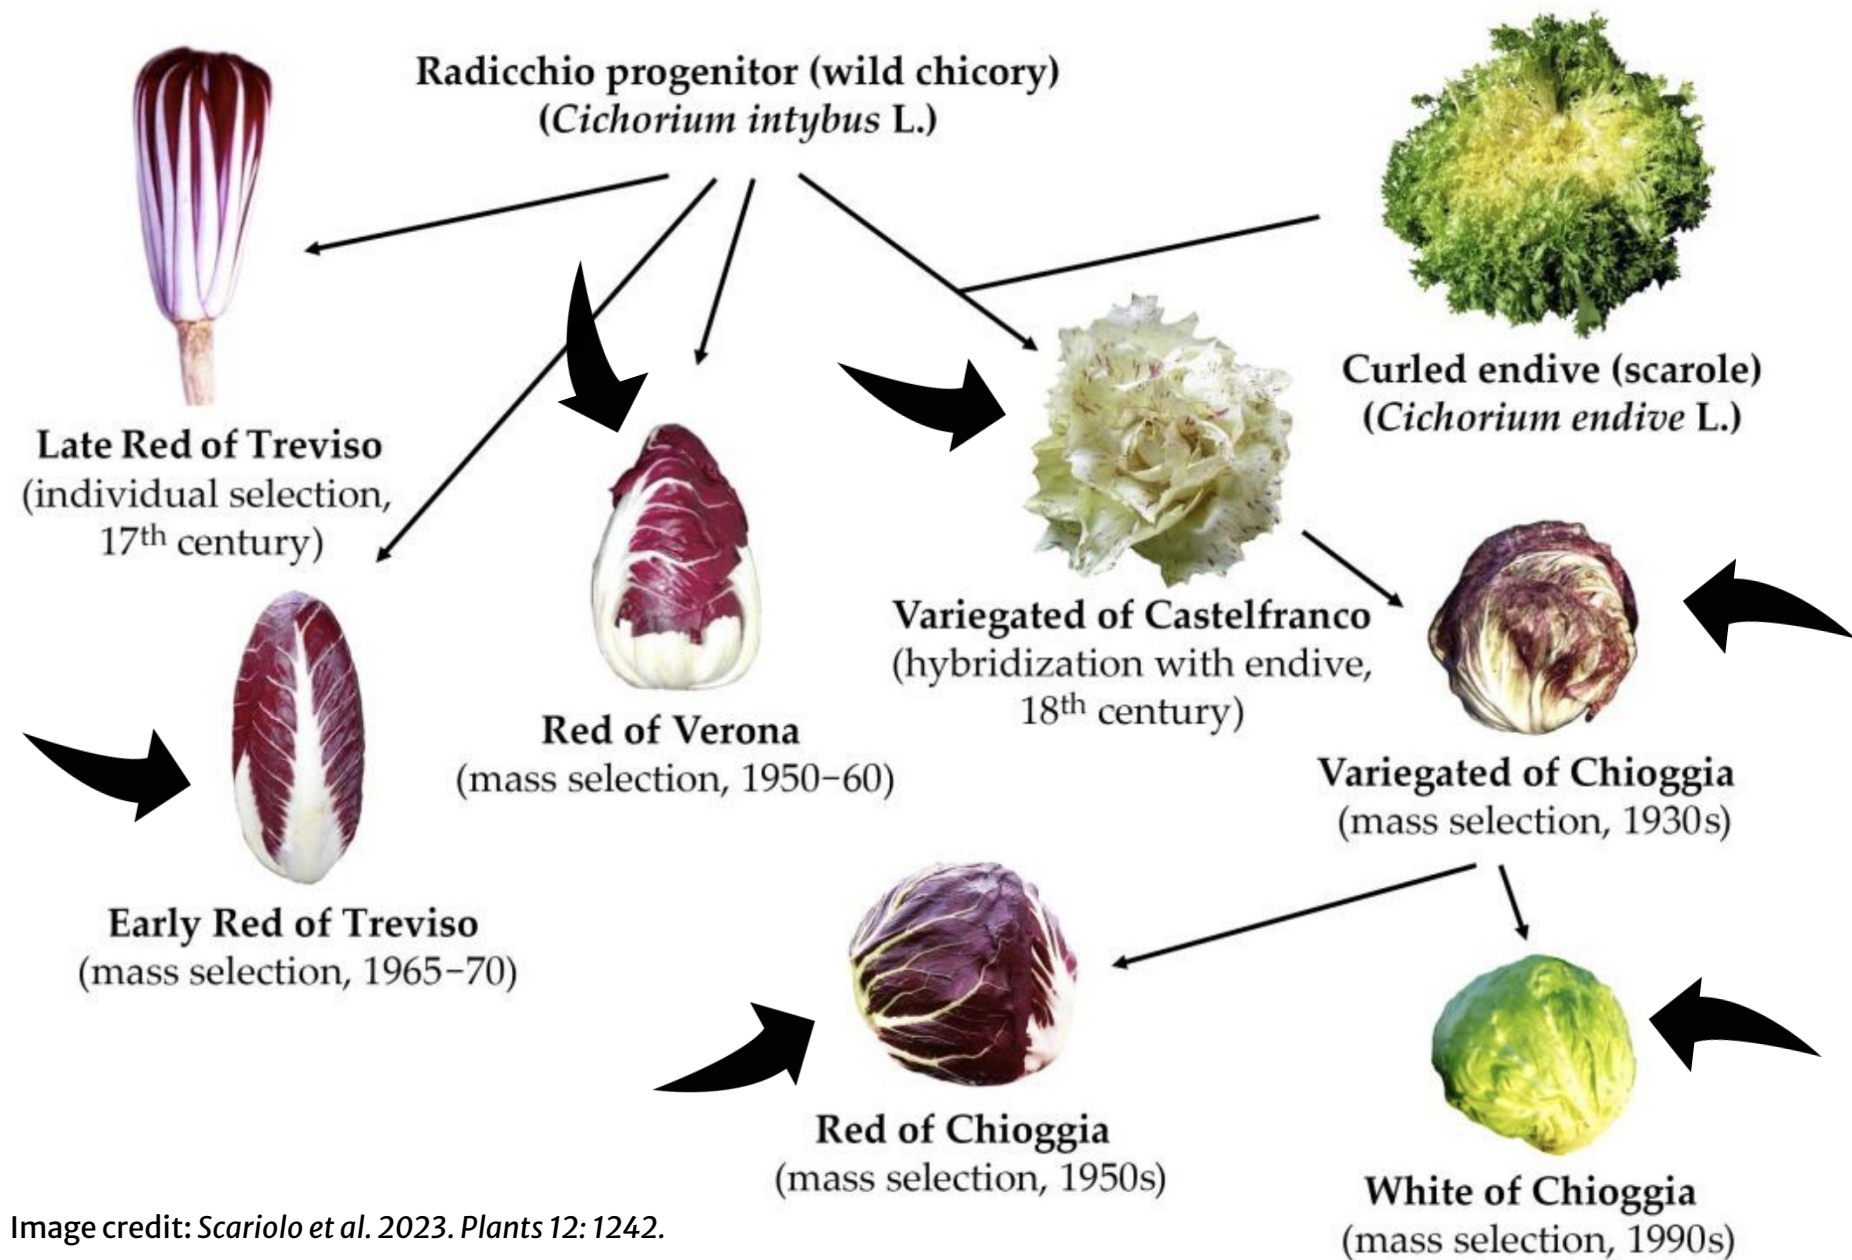 Radicchio progenitor (wild chicory)
(Cichorium intybus L.)
Curled endive (scarole)
(Cichorium endive L.)
Late Red of Treviso
(individual selection,
17th century)
Variegated of Castelfranco
(hybridization with endive,
18th century)
Red of Verona
(mass selection, 1950–60)
Variegated of Chioggia
(mass selection, 1930s)
Early Red of Treviso
(mass selection, 1965–70)
Red of Chioggia
(mass selection, 1950s)
White of Chioggia
(mass selection, 1990s)
Image credit: Scariolo et al. 2023. Plants 12: 1242.